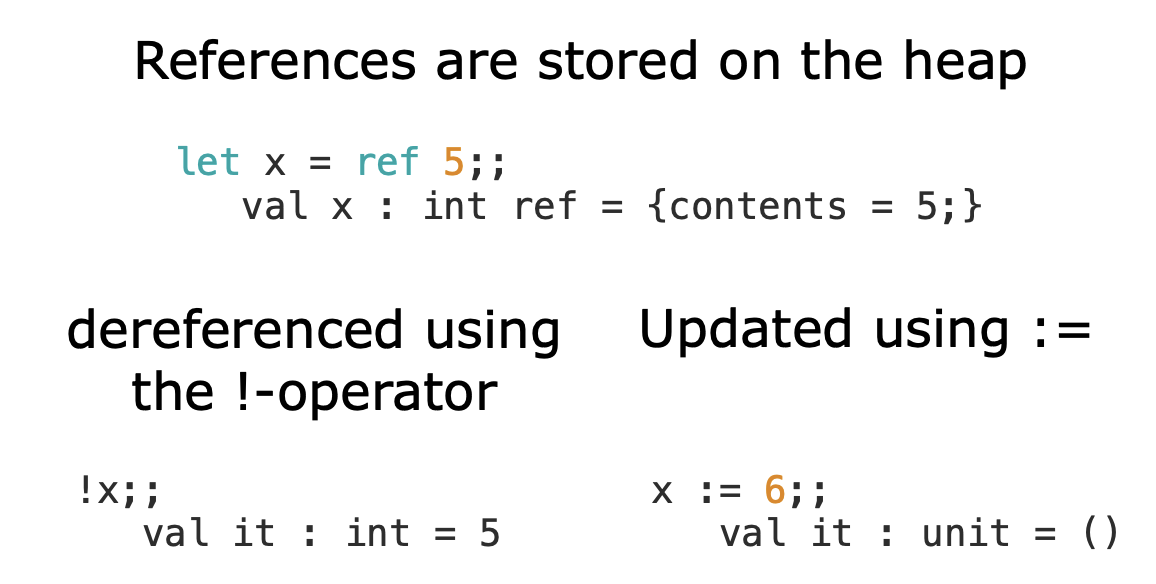 References are stored on the heap
let x = ref 5;;
val x : int ref = {contents = 5;}
dereferenced using
the !-operator
!x;;
val it : int = 5
Updated using :=
x := 6;;
val it : unit = ()